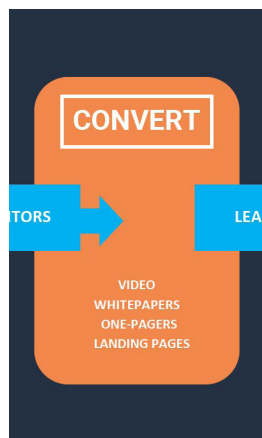 CONVERT
ITORS
LEA
VIDEO
WHITEPAPERS
ONE-PAGERS
LANDING PAGES